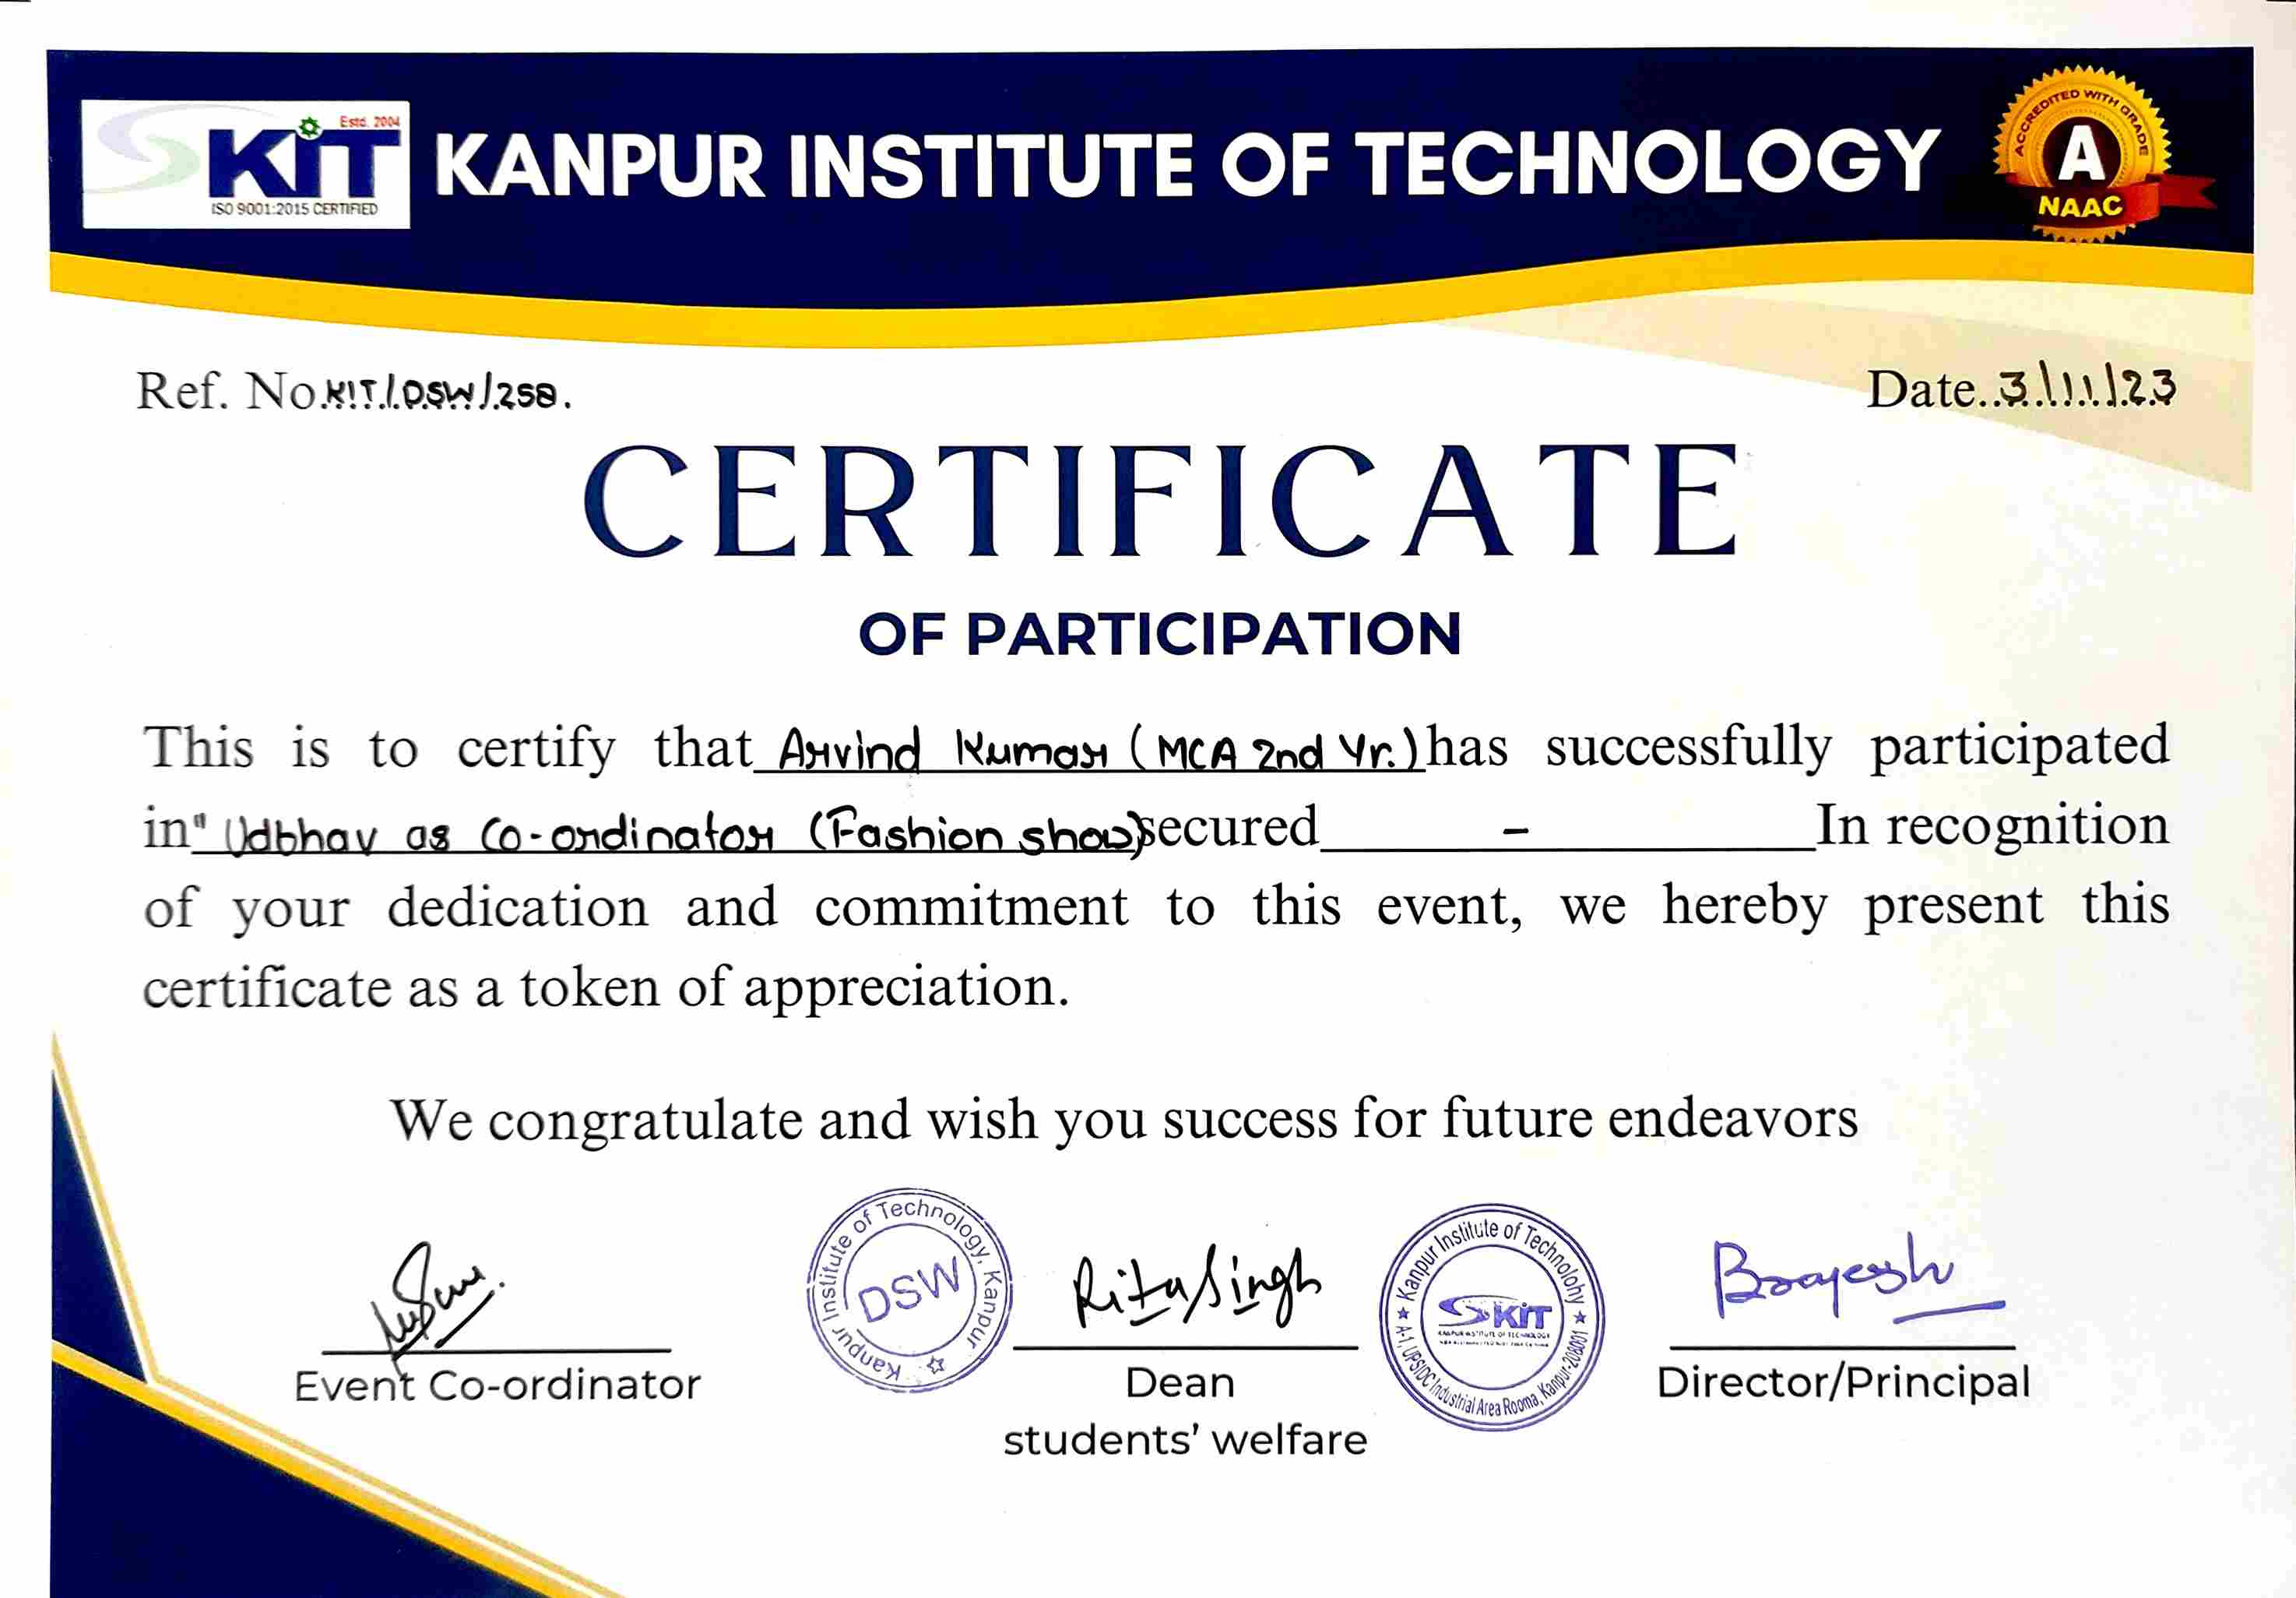 Estd. 2004
KIT
ISO 9001:2015 CERTIFIED
KANPUR INSTITUTE OF TECHNOLOGY
ACCREDITED WITH GRADE
A
NAAC
Ref. No. KIT/DSW/258.
Date..3\11\23
CERTIFICATE
OF PARTICIPATION
This is to certify that Arvind Kumar (MCA 2nd Yr.) has successfully participated
in " Udbhav as Co-ordinator (Fashion show) secured - In recognition
of your dedication and commitment to this event, we hereby present this
certificate as a token of appreciation.
We congratulate and wish you success for future endeavors
Kanpur Institute of Technology, Kanpur
DSW
Rita Singh
Kanpur Institute of Technolohy
KIT
A-1, UPSIDC Industrial Area Rooma, Kanpur-208001
Brajesh
Event Co-ordinator
Dean
students' welfare
Director/Principal